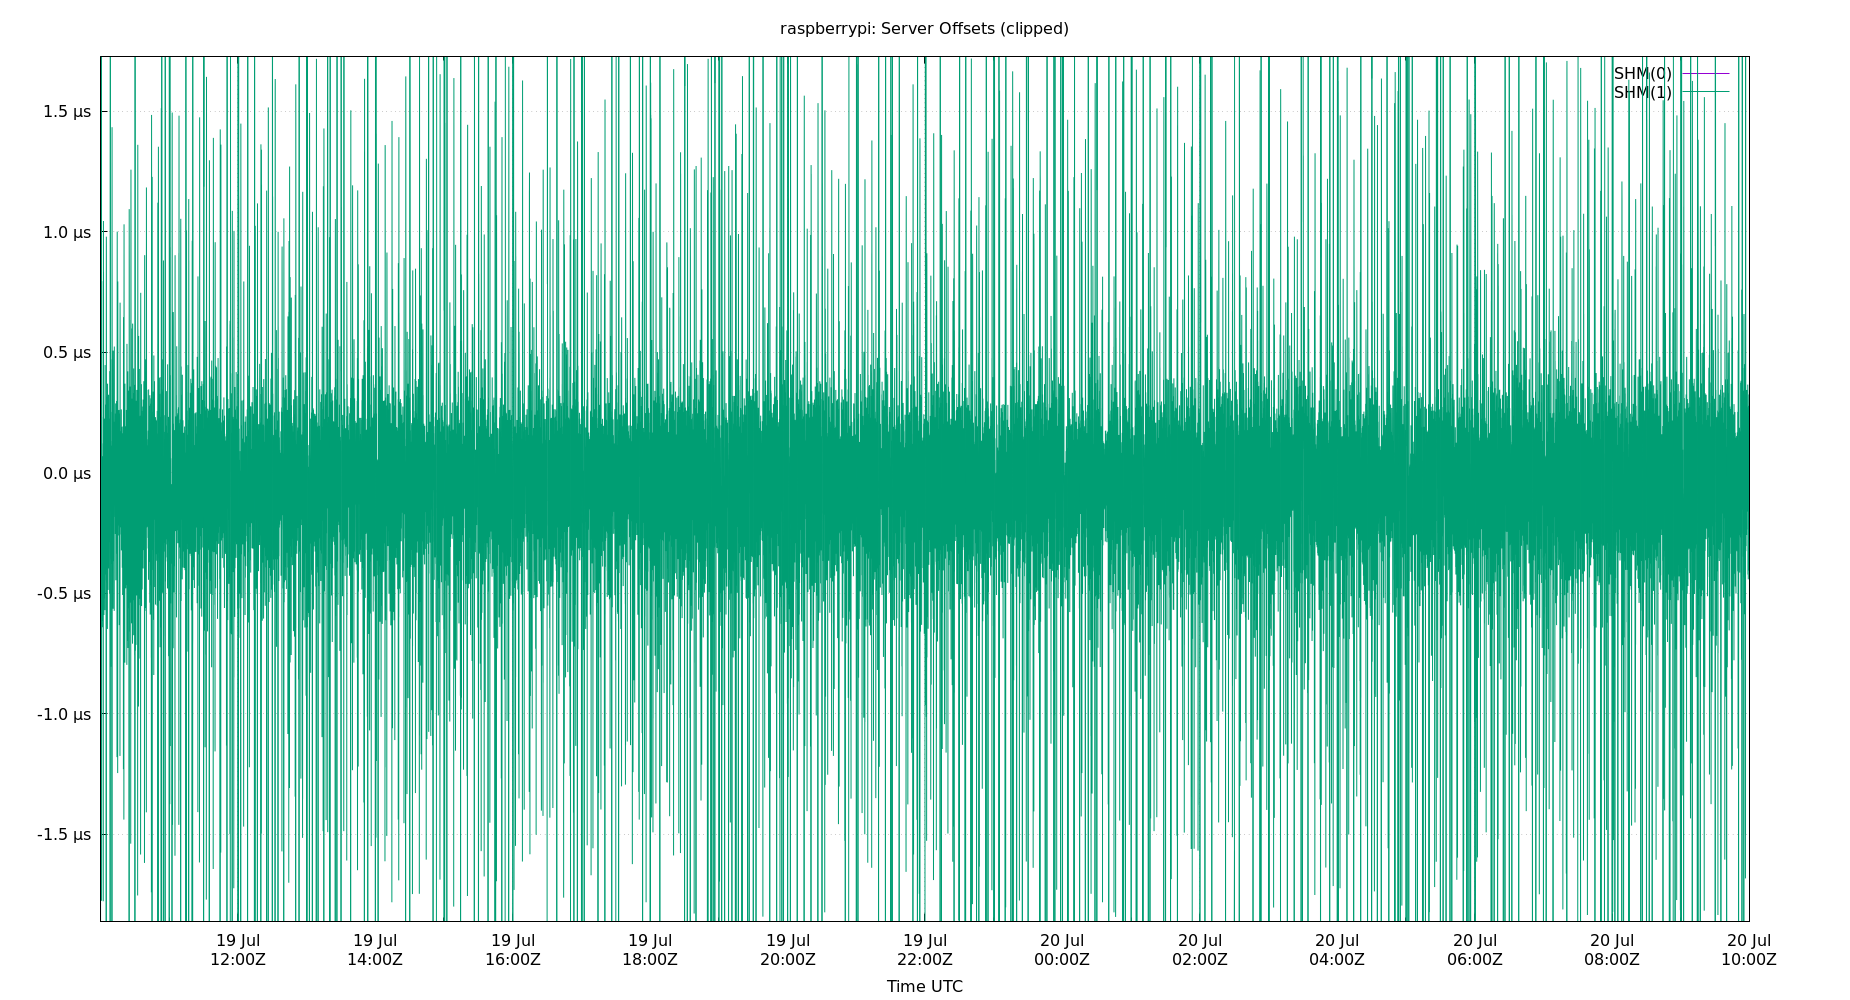 raspberrypi: Server Offsets (clipped)
SHM(0)
SHM(1)
1.5 µs
1.0 µs
0.5 µs
0.0 µs
-0.5 µs
-1.0 µs
-1.5 µs
19 Jul 19 Jul 19 Jul 19 Jul 19 Jul 19 Jul 20 Jul 20 Jul 20 Jul 20 Jul 20 Jul 20 Jul
12:00Z 14:00Z 16:00Z 18:00Z 20:00Z 22:00Z 00:00Z 02:00Z 04:00Z 06:00Z 08:00Z 10:00Z
Time UTC